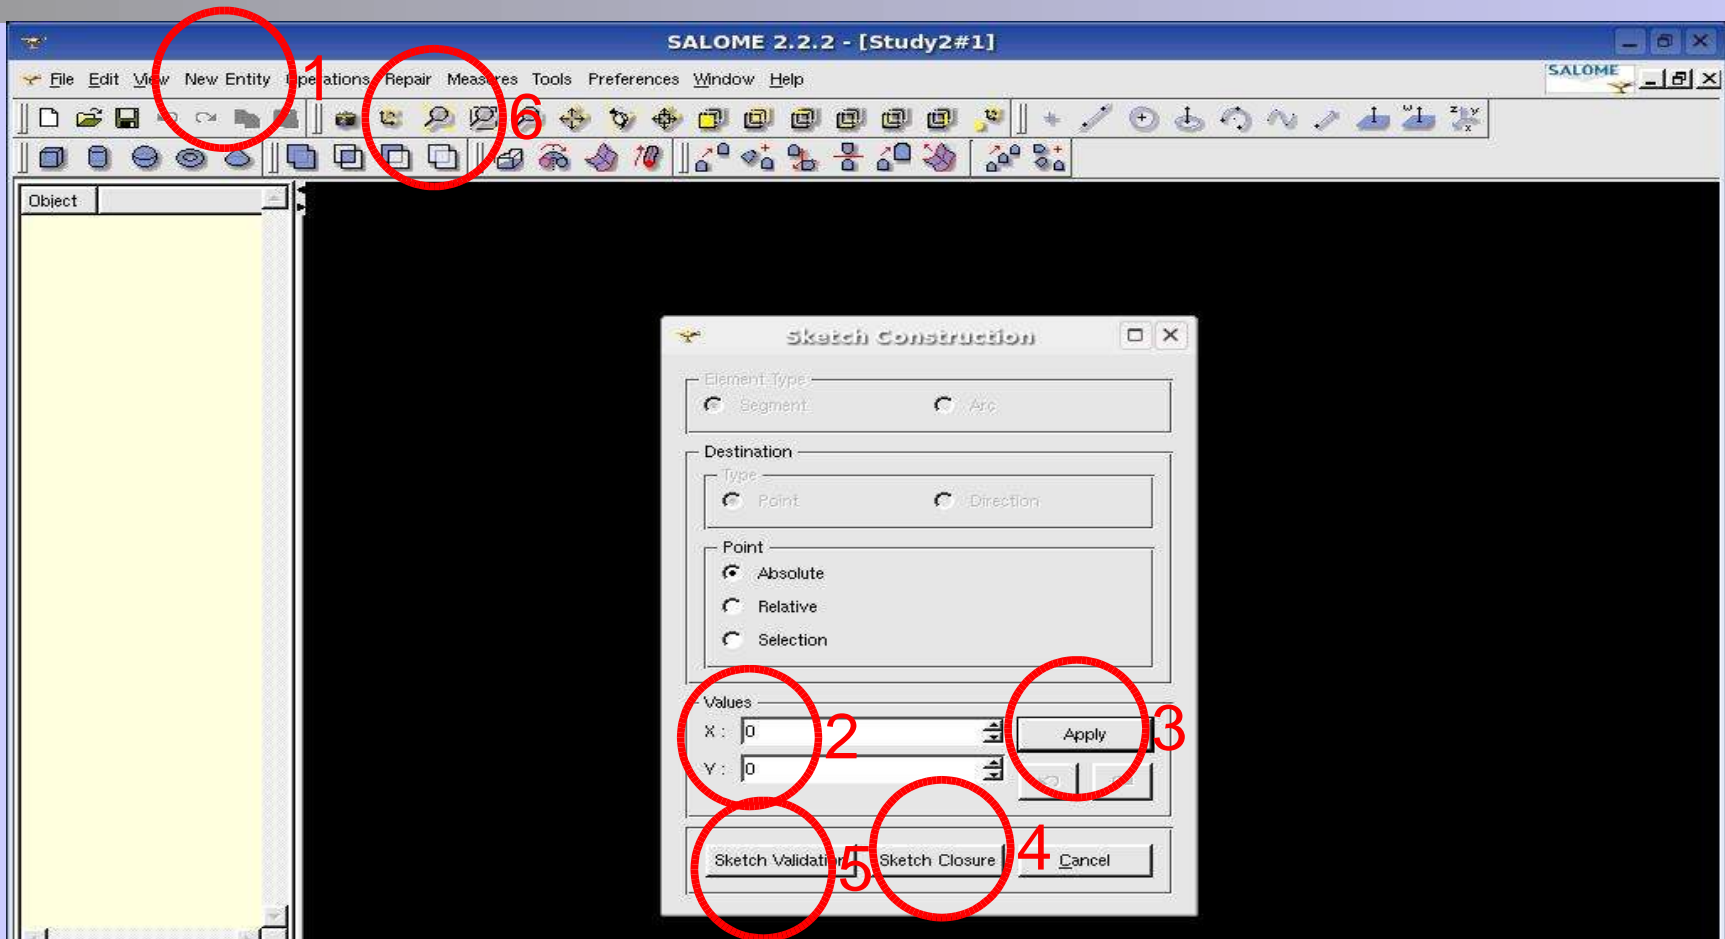 SALOME 2.2.2 - [Study2#1]
File Edit View New Entity Operations Repair Measures Tools Preferences Window Help
SALOME
1
6
Object
Sketch Construction
Element Type
Segment Arc
Destination
Type
Point Direction
Point
Absolute
Relative
Selection
Values
X : 0 2 Apply 3
Y : 0
Sketch Validation 5 Sketch Closure 4 Cancel